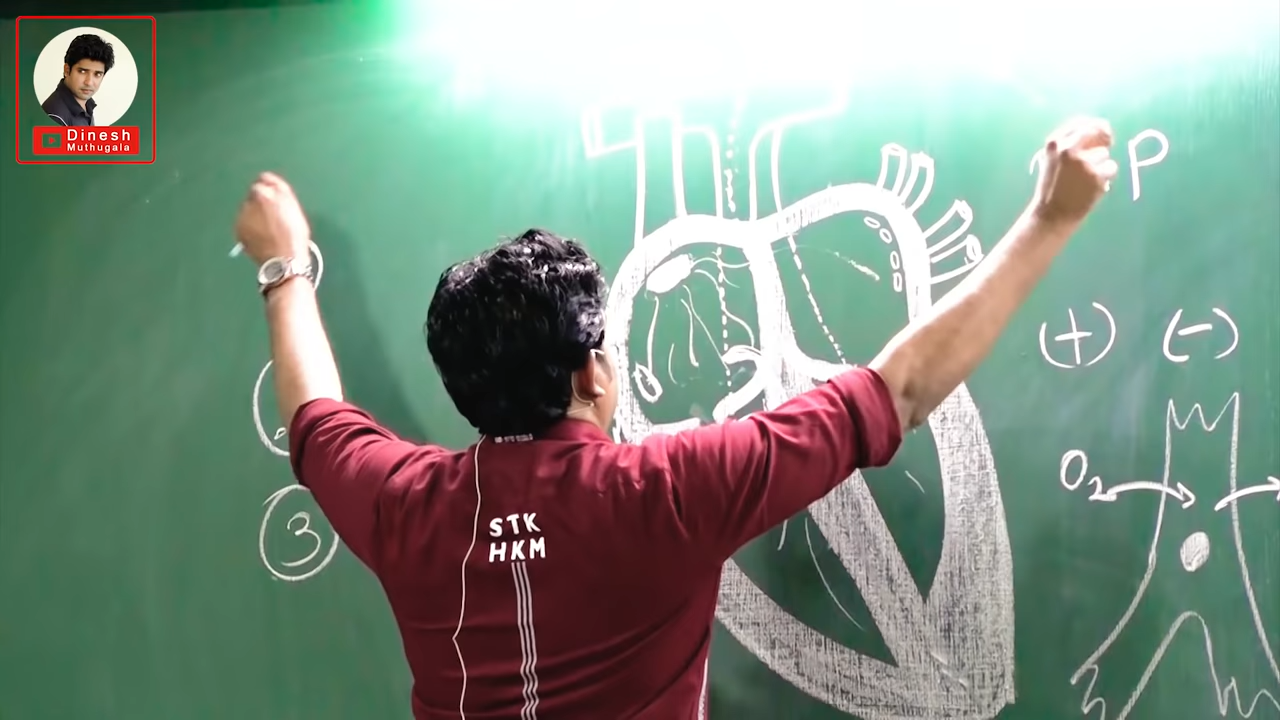 Dinesh
Muthugala
P
(+) (-)
O₂
STK
HKM
3